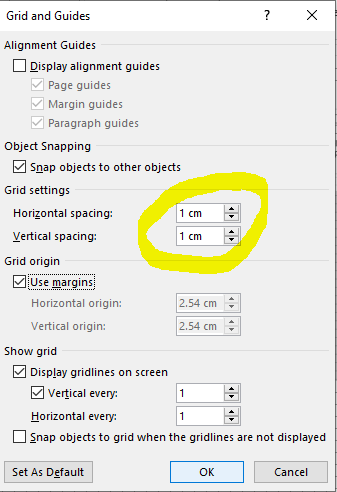 Grid and Guides ? ×
Alignment Guides
Display alignment guides
Page guides
Margin guides
Paragraph guides
Object Snapping
Snap objects to other objects
Grid settings
Horizontal spacing: 1 cm
Vertical spacing: 1 cm
Grid origin
Use margins
Horizontal origin: 2.54 cm
Vertical origin: 2.54 cm
Show grid
Display gridlines on screen
Vertical every: 1
Horizontal every: 1
Snap objects to grid when the gridlines are not displayed
Set As Default OK Cancel